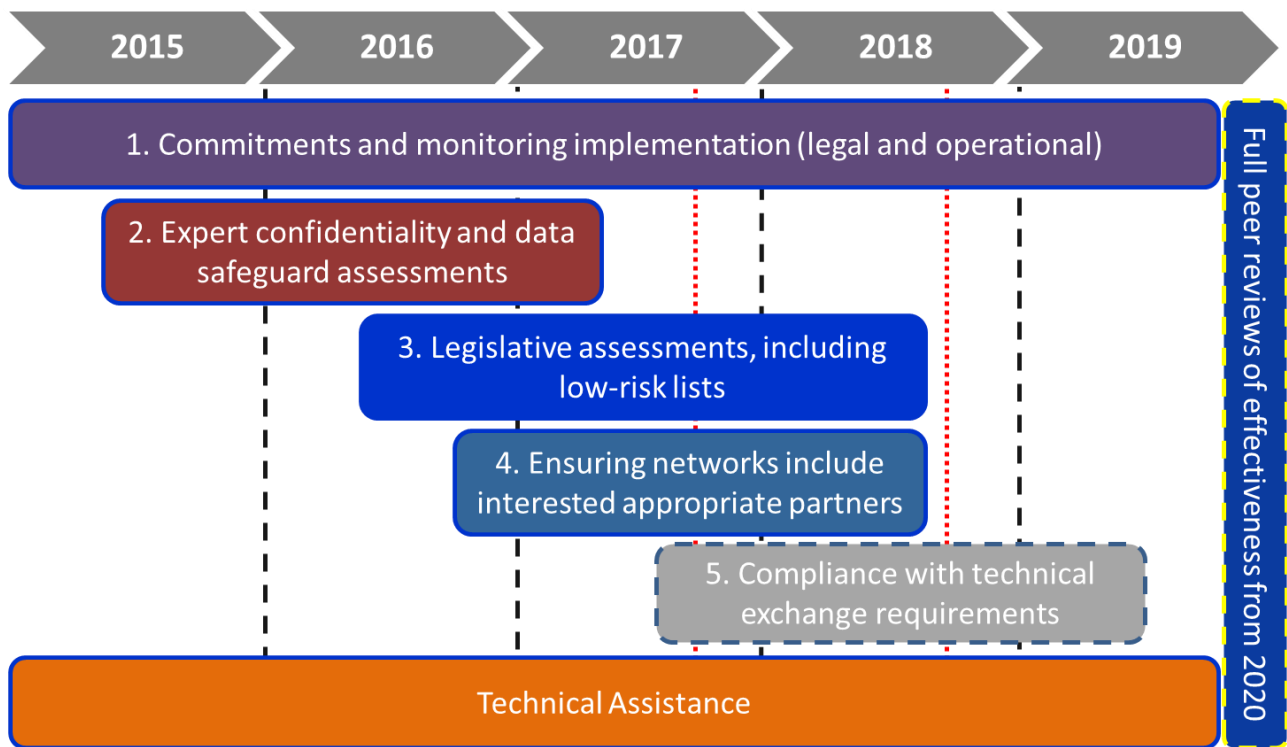 2015 2016 2017 2018 2019
1. Commitments and monitoring implementation (legal and operational)
2. Expert confidentiality and data
safeguard assessments
3. Legislative assessments, including
low-risk lists
4. Ensuring networks include
interested appropriate partners
5. Compliance with technical
exchange requirements
Technical Assistance
Full peer reviews of effectiveness from 2020